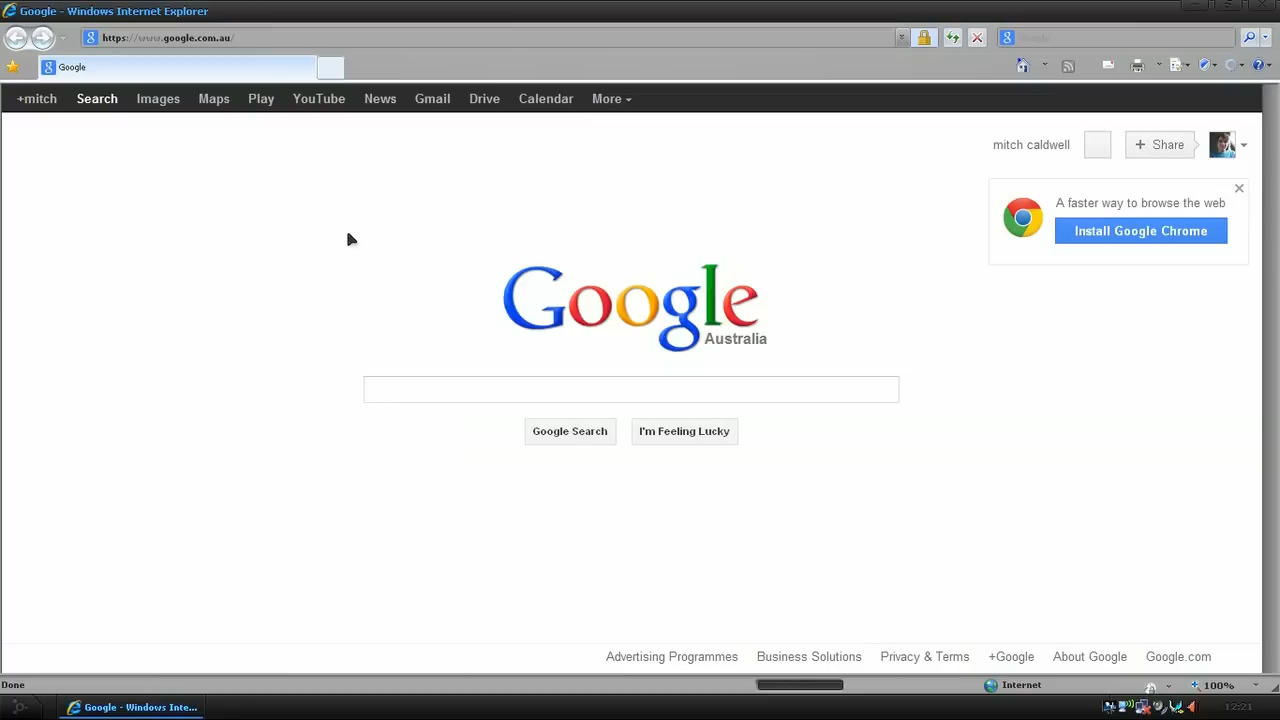 Google - Windows Internet Explorer
https://www.google.com.au/
Google
+mitch Search Images Maps Play YouTube News Gmail Drive Calendar More
mitch caldwell + Share
A faster way to browse the web
Install Google Chrome
Google
Australia
Google Search I'm Feeling Lucky
Advertising Programmes Business Solutions Privacy & Terms +Google About Google Google.com
Done Internet 100%
Google - Windows Inte... 12:21